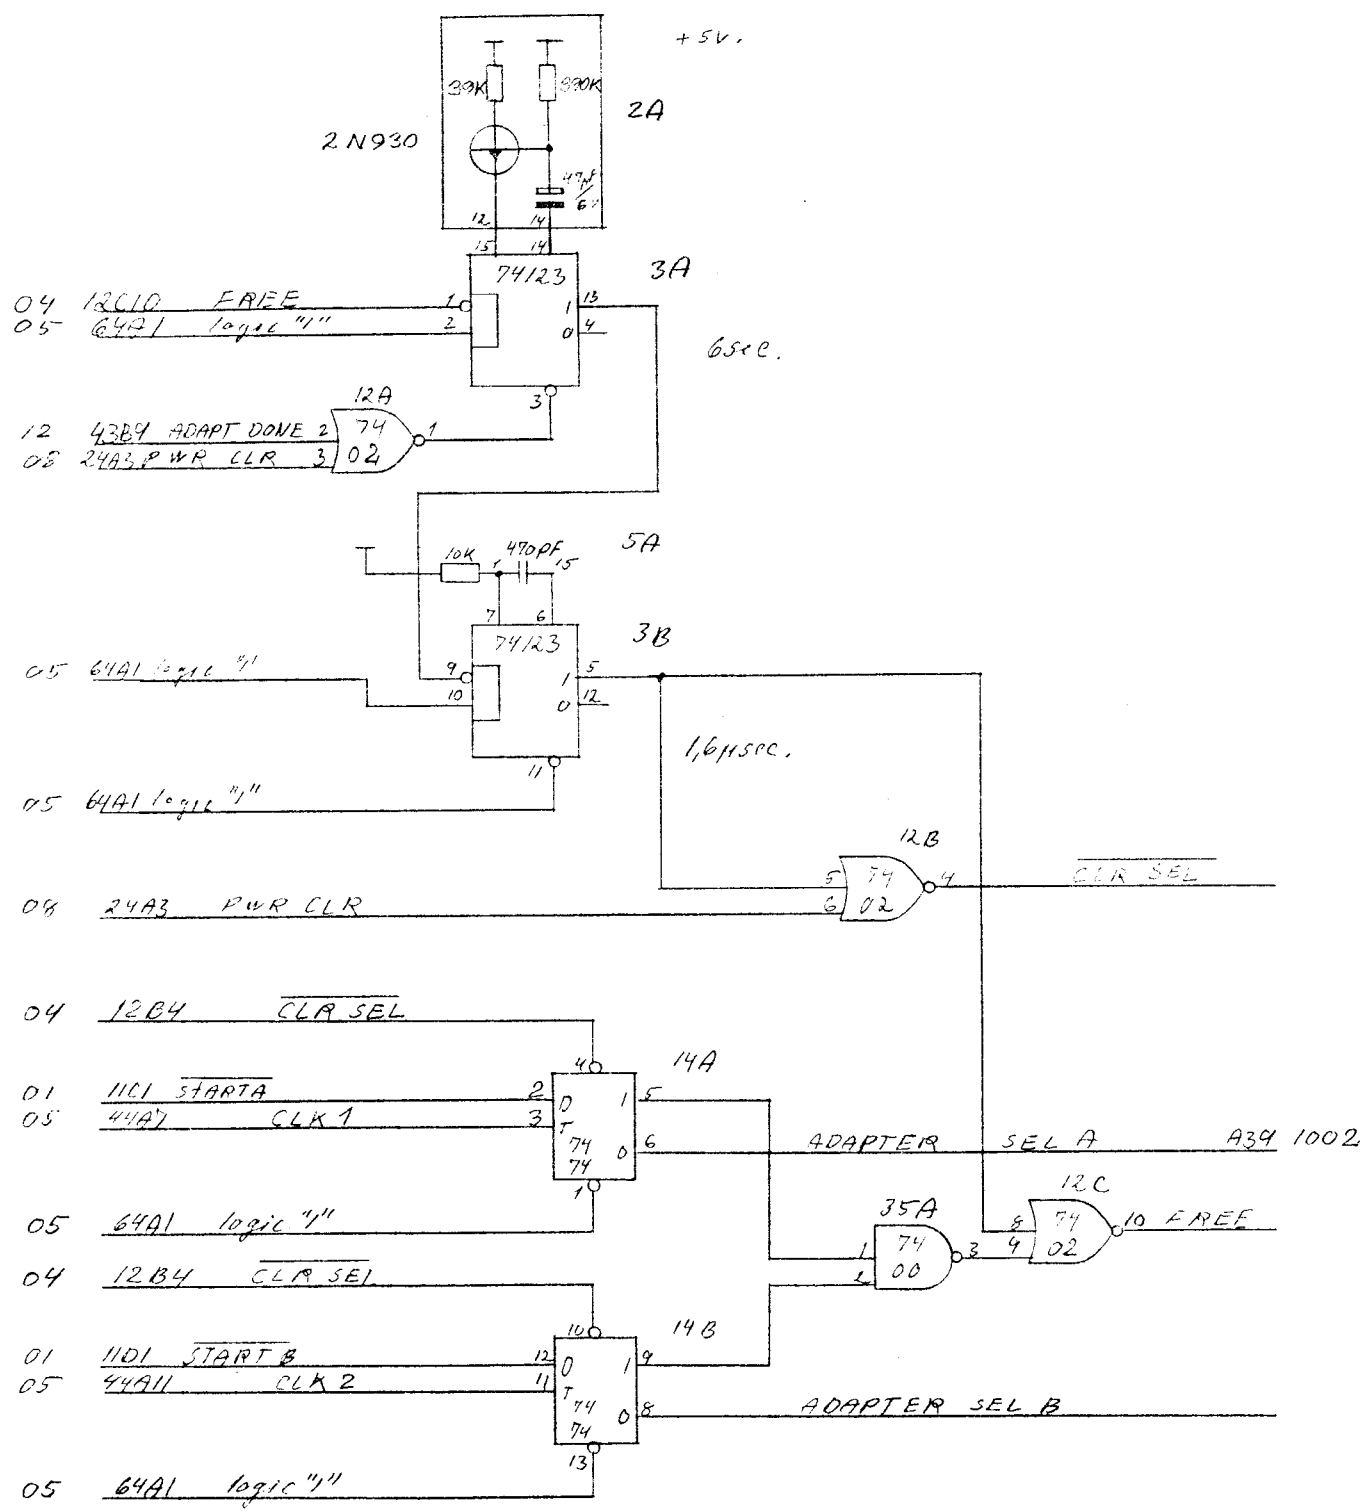 +5V.
39K
390K
2A
2N930
47µF/6V
12 14
15 14
74123
3A
04 12C10 FREE 1
1 13
05 64A1 logic "1" 2
0 4
6sec.
3
12A
12 43B9 ADAPT DONE 2
74
02
1
08 24A3 PWR CLR 3
5A
10K
1
470PF
15
7 6
74123
3B
05 64A1 logic "1"
9
1 5
10
0 12
1,6µsec.
11
05 64A1 logic "1"
12B
5
74
02
4
CLR SEL
08 24A3 PWR CLR
6
04 12B4 CLR SEL
4
14A
01 11C1 STARTA 2
D 1 5
05 44A7 CLK 1 3
T
74
74
0 6
ADAPTER SEL A A39 1002
1
12C
35A
05 64A1 logic "1"
8
74
02
10 FREE
1
74
00
3
9
2
04 12B4 CLR SEL
10
14B
01 11D1 START B 12
D 1 9
05 44A11 CLK 2 11
T
74
74
0 8
ADAPTER SEL B
13
05 64A1 logic "1"